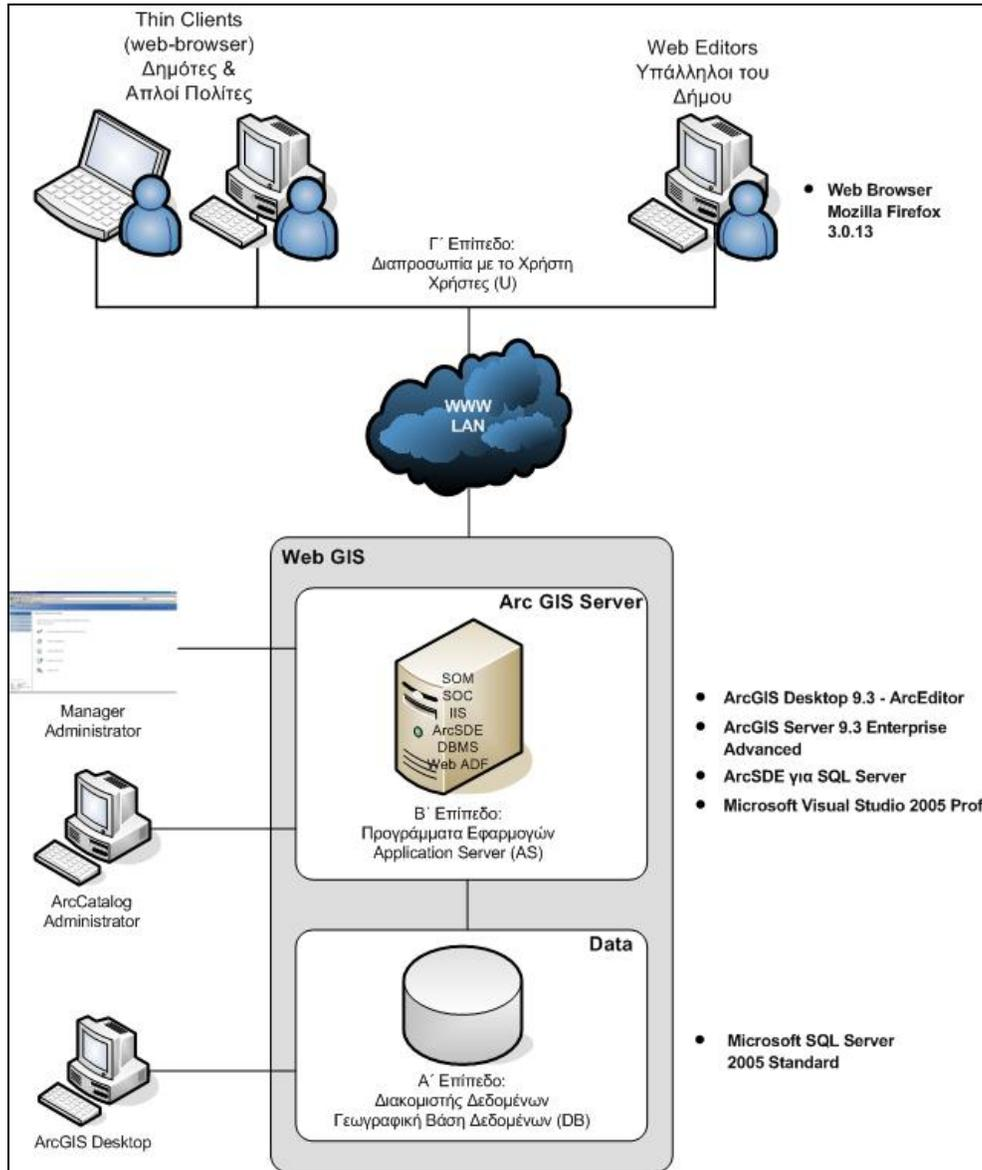 Thin Clients
(web-browser)
Δημότες &
Απλοί Πολίτες
Web Editors
Υπάλληλοι του
Δήμου
• Web Browser
Mozilla Firefox
3.0.13
Γ΄ Επίπεδο:
Διαπροσωπία με το Χρήστη
Χρήστες (U)
WWW
LAN
Web GIS
Arc GIS Server
SOM
SOC
IIS
ArcSDE
DBMS
Web ADF
Β΄ Επίπεδο:
Προγράμματα Εφαρμογών
Application Server (AS)
Manager
Administrator
ArcCatalog
Administrator
• ArcGIS Desktop 9.3 - ArcEditor
• ArcGIS Server 9.3 Enterprise
Advanced
• ArcSDE για SQL Server
• Microsoft Visual Studio 2005 Prof
Data
Α΄ Επίπεδο:
Διακομιστής Δεδομένων
Γεωγραφική Βάση Δεδομένων (DB)
ArcGIS Desktop
• Microsoft SQL Server
2005 Standard